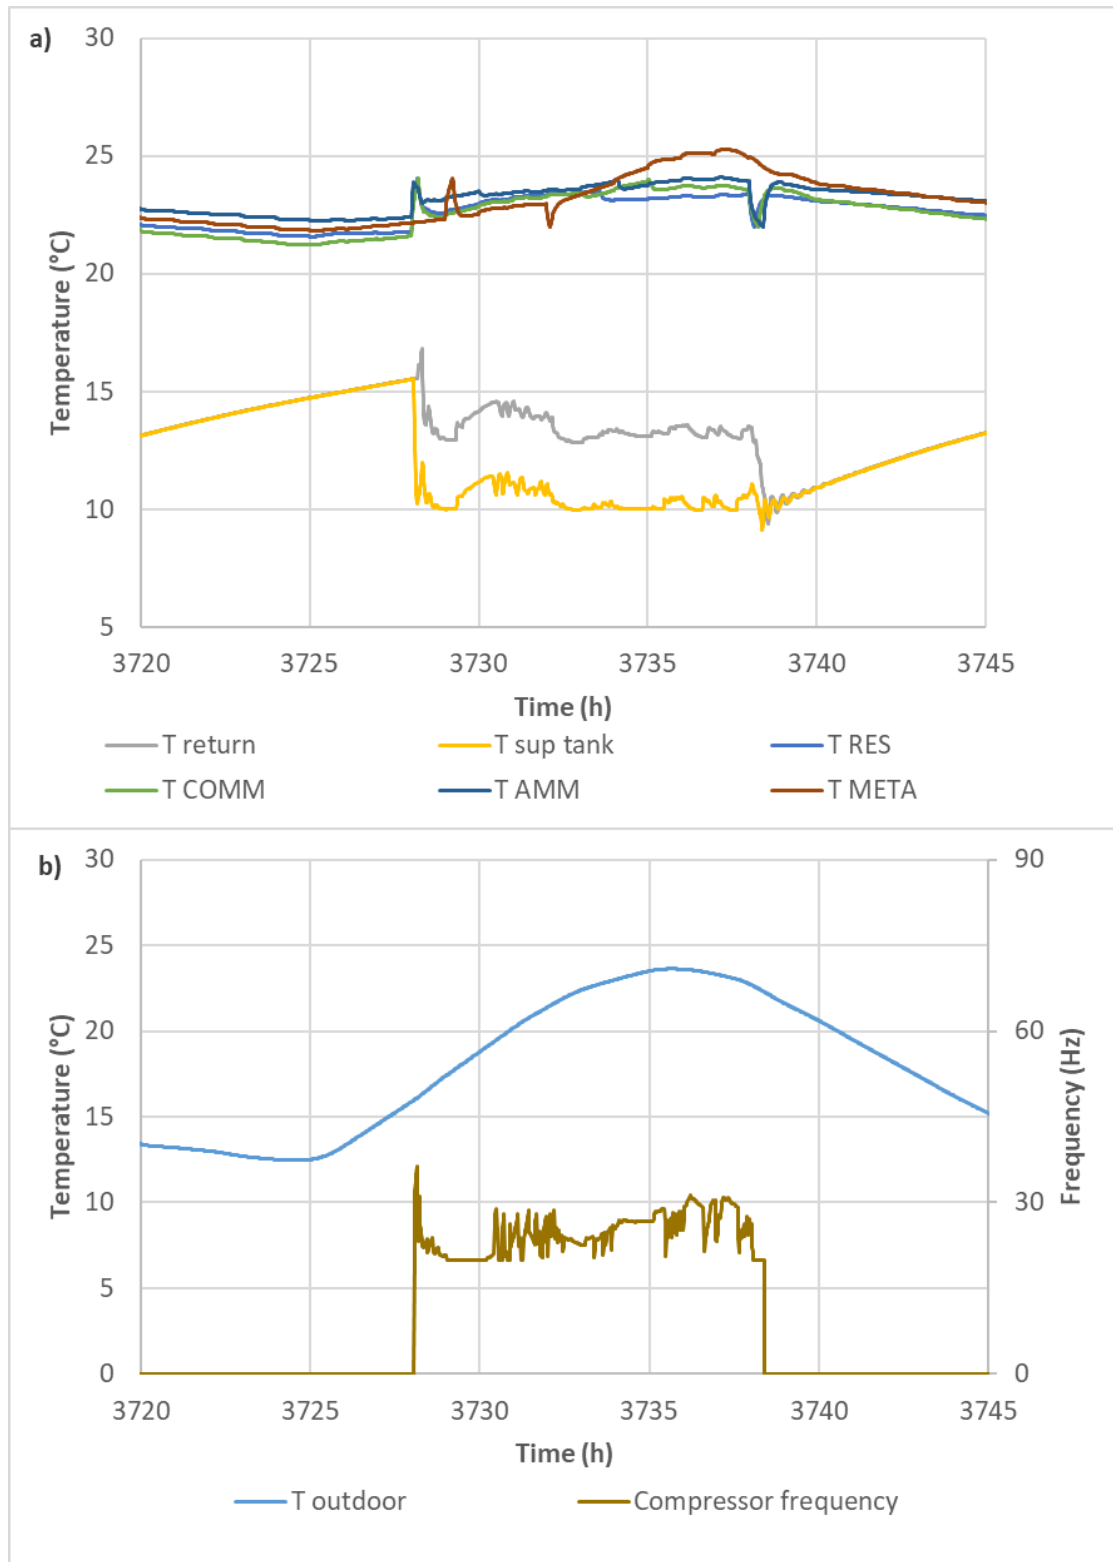 a)
30
25
20
15
10
5
Temperature (°C)
3720 3725 3730 3735 3740 3745
Time (h)
T return T sup tank T RES
T COMM T AMM T META
b)
30 90
25
20 60
15
10 30
5
0 0
Temperature (°C)
Frequency (Hz)
3720 3725 3730 3735 3740 3745
Time (h)
T outdoor Compressor frequency